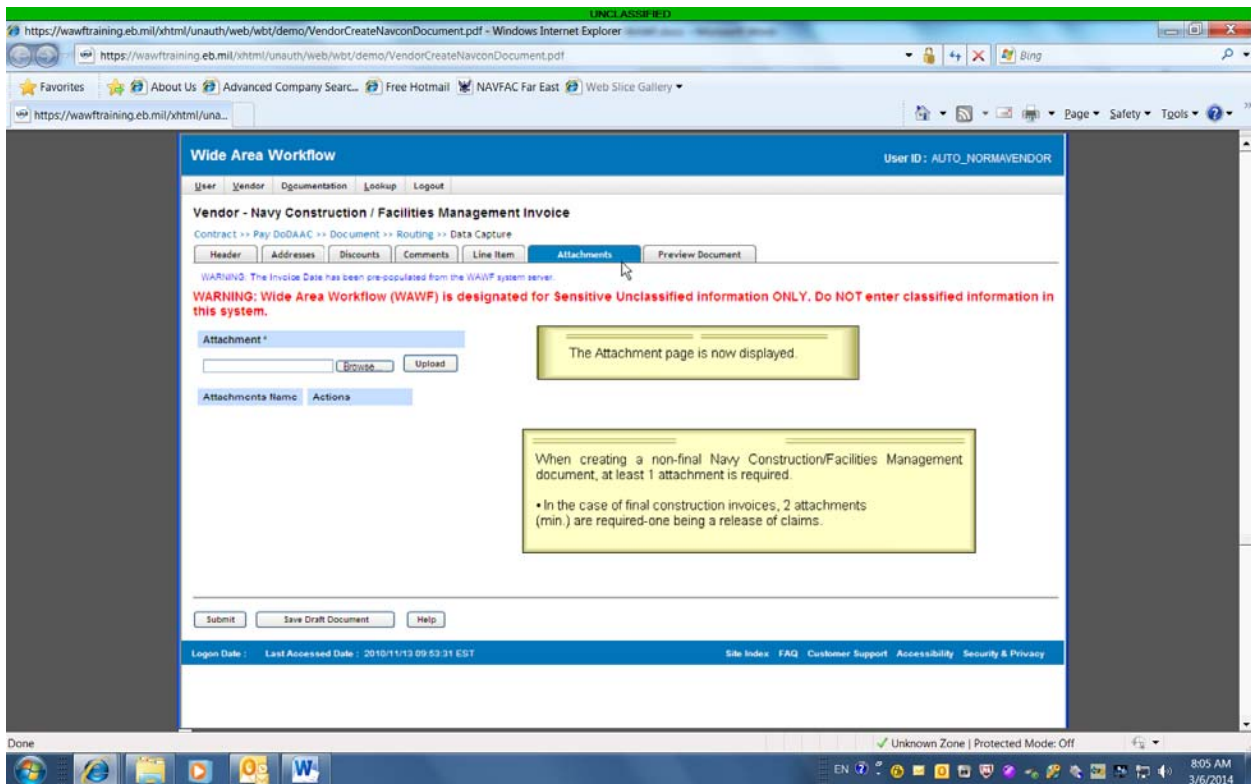 UNCLASSIFIED
https://wawftraining.eb.mil/xhtml/unauth/web/wbt/demo/VendorCreateNavconDocument.pdf - Windows Internet Explorer
https://wawftraining.eb.mil/xhtml/unauth/web/wbt/demo/VendorCreateNavconDocument.pdf
Bing
Favorites About Us Advanced Company Searc... Free Hotmail NAVFAC Far East Web Slice Gallery
https://wawftraining.eb.mil/xhtml/una...
Page Safety Tools
Wide Area Workflow
User ID : AUTO_NORMAVENDOR
User Vendor Documentation Lookup Logout
Vendor - Navy Construction / Facilities Management Invoice
Contract >> Pay DoDAAC >> Document >> Routing >> Data Capture
Header Addresses Discounts Comments Line Item Attachments Preview Document
WARNING: The Invoice Date has been pre-populated from the WAWF system server.
WARNING: Wide Area Workflow (WAWF) is designated for Sensitive Unclassified information ONLY. Do NOT enter classified information in
this system.
Attachment *
Browse... Upload
Attachments Name Actions
The Attachment page is now displayed.
When creating a non-final Navy Construction/Facilities Management
document, at least 1 attachment is required.
• In the case of final construction invoices, 2 attachments
(min.) are required-one being a release of claims.
Submit Save Draft Document Help
Logon Date : Last Accessed Date : 2010/11/13 09:53:31 EST
Site Index FAQ Customer Support Accessibility Security & Privacy
Done
Unknown Zone | Protected Mode: Off
EN
8:05 AM
3/6/2014